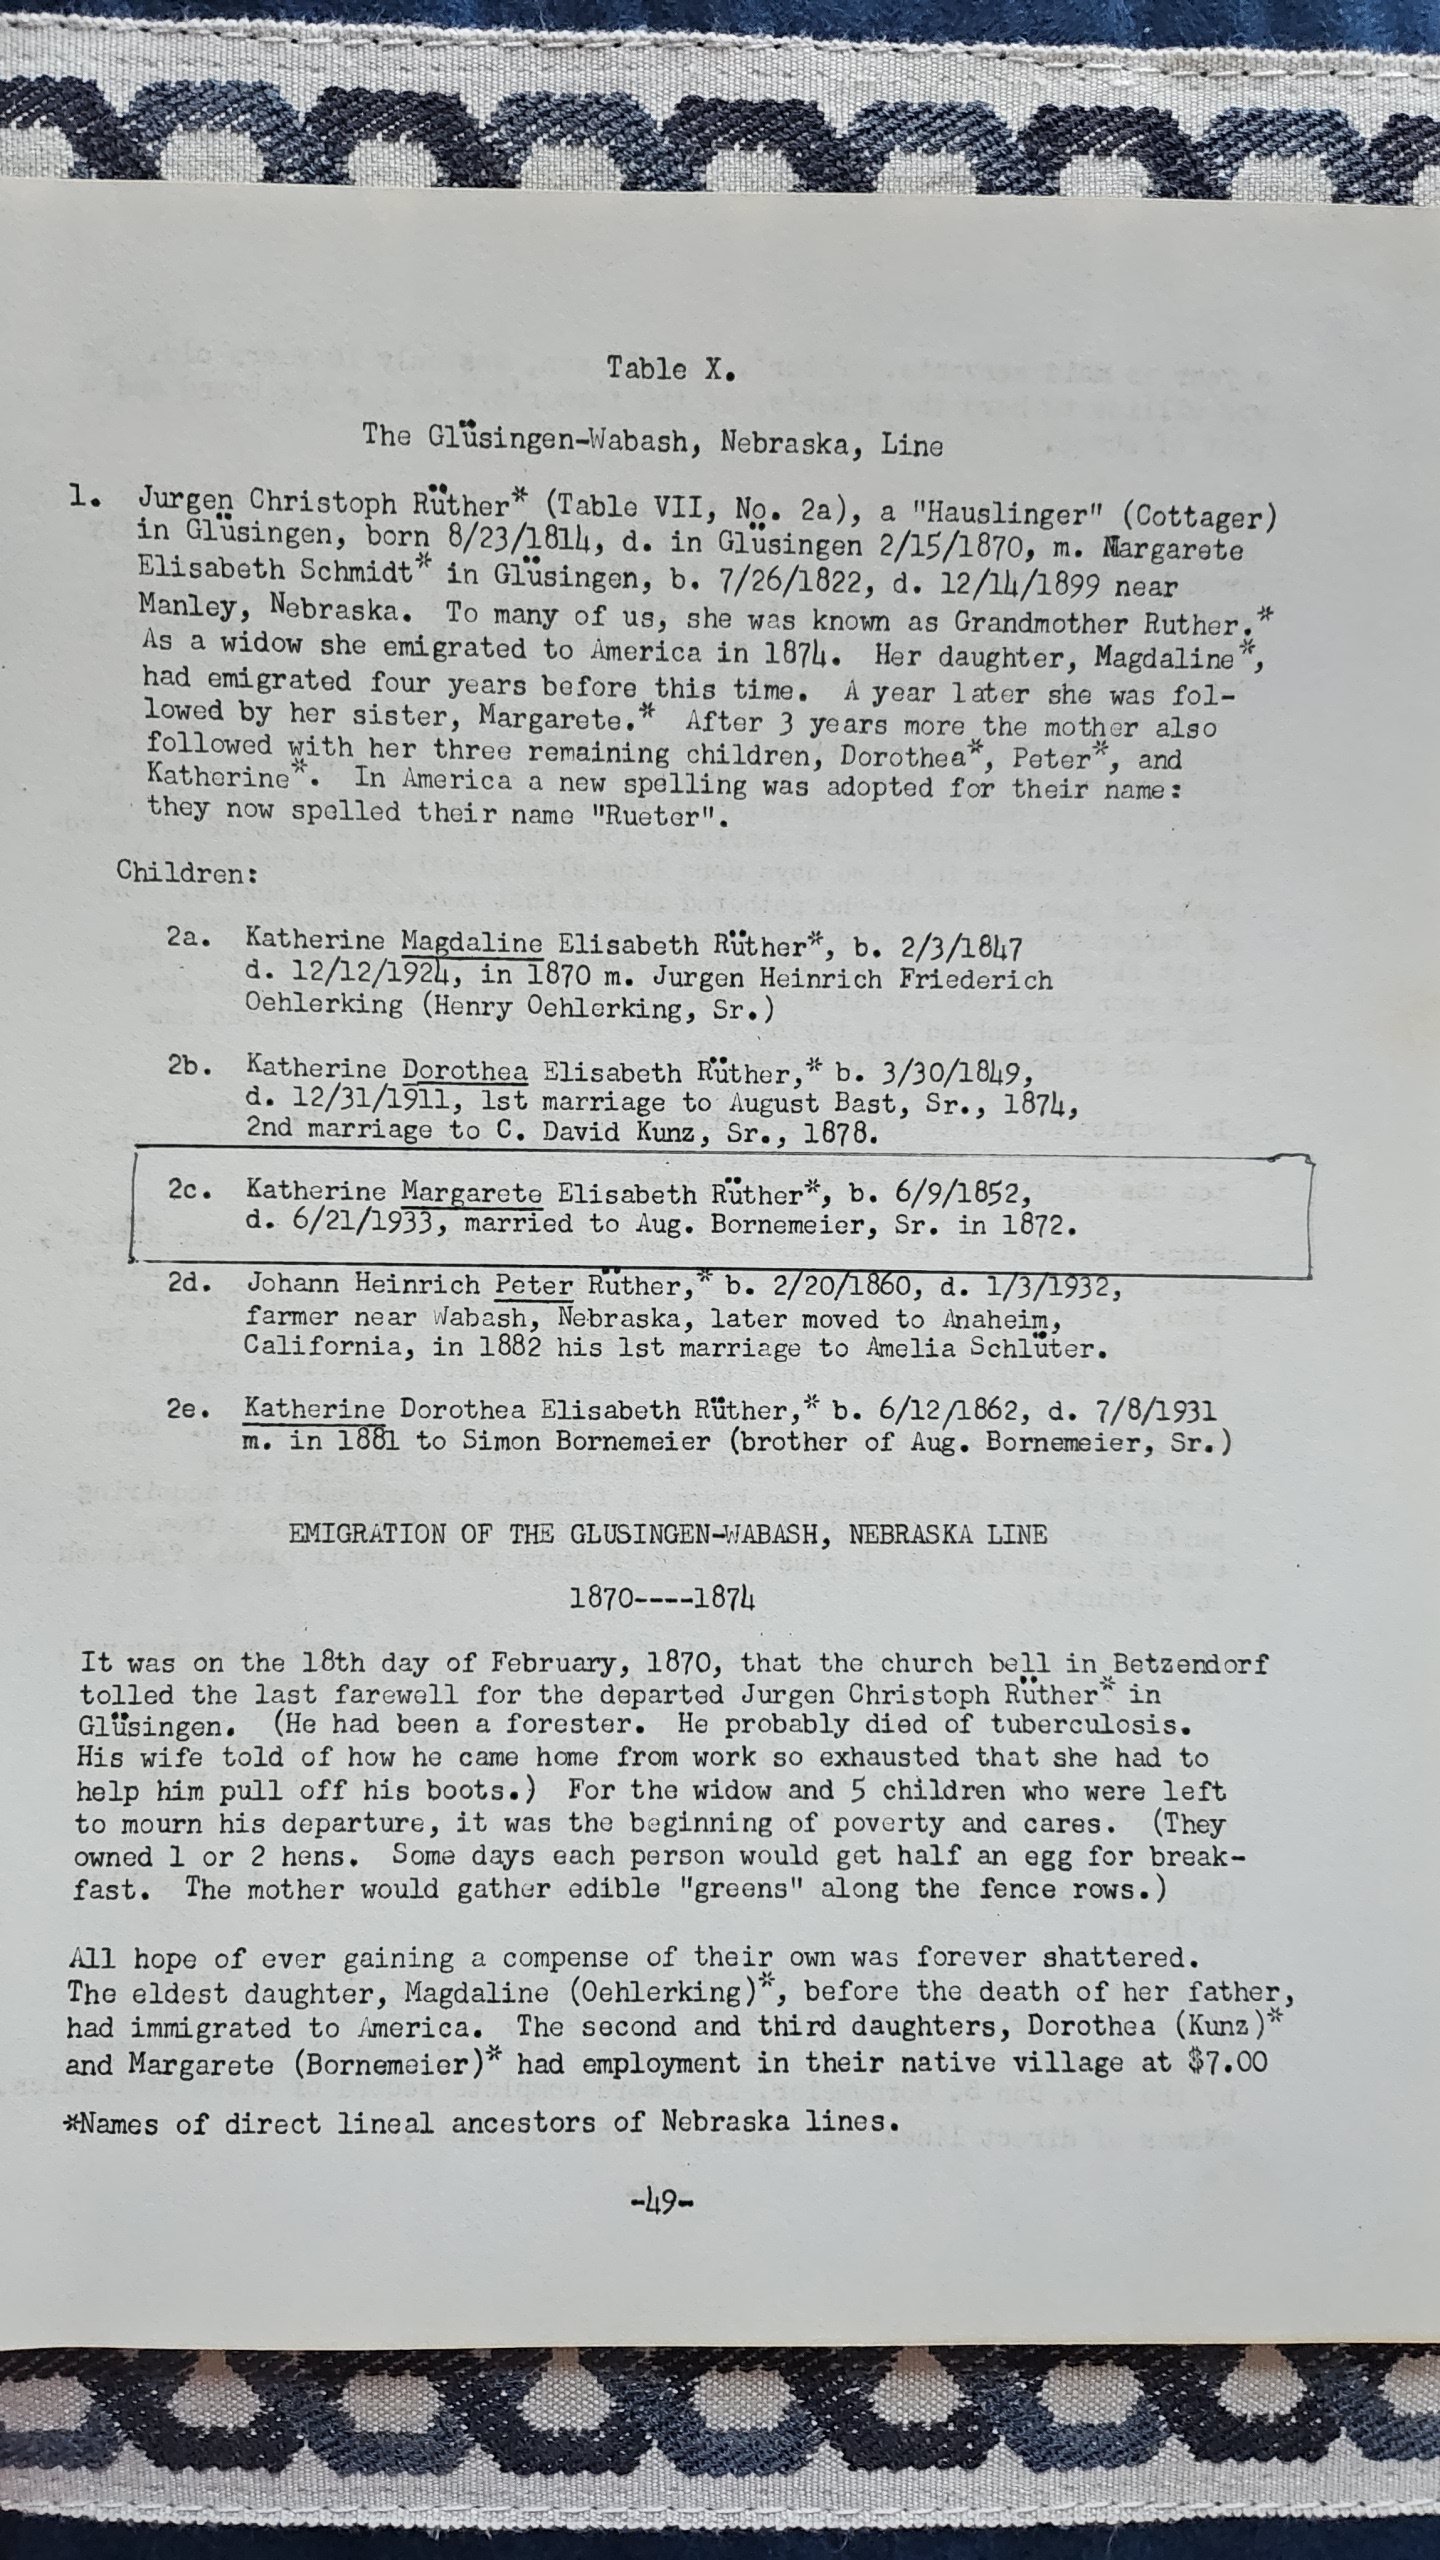 Table X.
The Glüsingen-Wabash, Nebraska, Line
1. Jurgen Christoph Rüther* (Table VII, No. 2a), a "Hauslinger" (Cottager)
in Glüsingen, born 8/23/1814, d. in Glüsingen 2/15/1870, m. Margarete
Elisabeth Schmidt* in Glüsingen, b. 7/26/1822, d. 12/14/1899 near
Manley, Nebraska. To many of us, she was known as Grandmother Ruther.*
As a widow she emigrated to America in 1874. Her daughter, Magdaline*,
had emigrated four years before this time. A year later she was fol-
lowed by her sister, Margarete.* After 3 years more the mother also
followed with her three remaining children, Dorothea*, Peter*, and
Katherine*. In America a new spelling was adopted for their name:
they now spelled their name "Rueter".
Children:
2a. Katherine Magdaline Elisabeth Rüther*, b. 2/3/1847
d. 12/12/1924, in 1870 m. Jurgen Heinrich Friederich
Oehlerking (Henry Oehlerking, Sr.)
2b. Katherine Dorothea Elisabeth Rüther,* b. 3/30/1849,
d. 12/31/1911, 1st marriage to August Bast, Sr., 1874,
2nd marriage to C. David Kunz, Sr., 1878.
2c. Katherine Margarete Elisabeth Rüther*, b. 6/9/1852,
d. 6/21/1933, married to Aug. Bornemeier, Sr. in 1872.
2d. Johann Heinrich Peter Rüther,* b. 2/20/1860, d. 1/3/1932,
farmer near Wabash, Nebraska, later moved to Anaheim,
California, in 1882 his 1st marriage to Amelia Schlüter.
2e. Katherine Dorothea Elisabeth Rüther,* b. 6/12/1862, d. 7/8/1931
m. in 1881 to Simon Bornemeier (brother of Aug. Bornemeier, Sr.)
EMIGRATION OF THE GLUSINGEN-WABASH, NEBRASKA LINE
1870----1874
It was on the 18th day of February, 1870, that the church bell in Betzendorf
tolled the last farewell for the departed Jurgen Christoph Rüther* in
Glüsingen. (He had been a forester. He probably died of tuberculosis.
His wife told of how he came home from work so exhausted that she had to
help him pull off his boots.) For the widow and 5 children who were left
to mourn his departure, it was the beginning of poverty and cares. (They
owned 1 or 2 hens. Some days each person would get half an egg for break-
fast. The mother would gather edible "greens" along the fence rows.)
All hope of ever gaining a compense of their own was forever shattered.
The eldest daughter, Magdaline (Oehlerking)*, before the death of her father,
had immigrated to America. The second and third daughters, Dorothea (Kunz)*
and Margarete (Bornemeier)* had employment in their native village at $7.00
*Names of direct lineal ancestors of Nebraska lines.
-49-